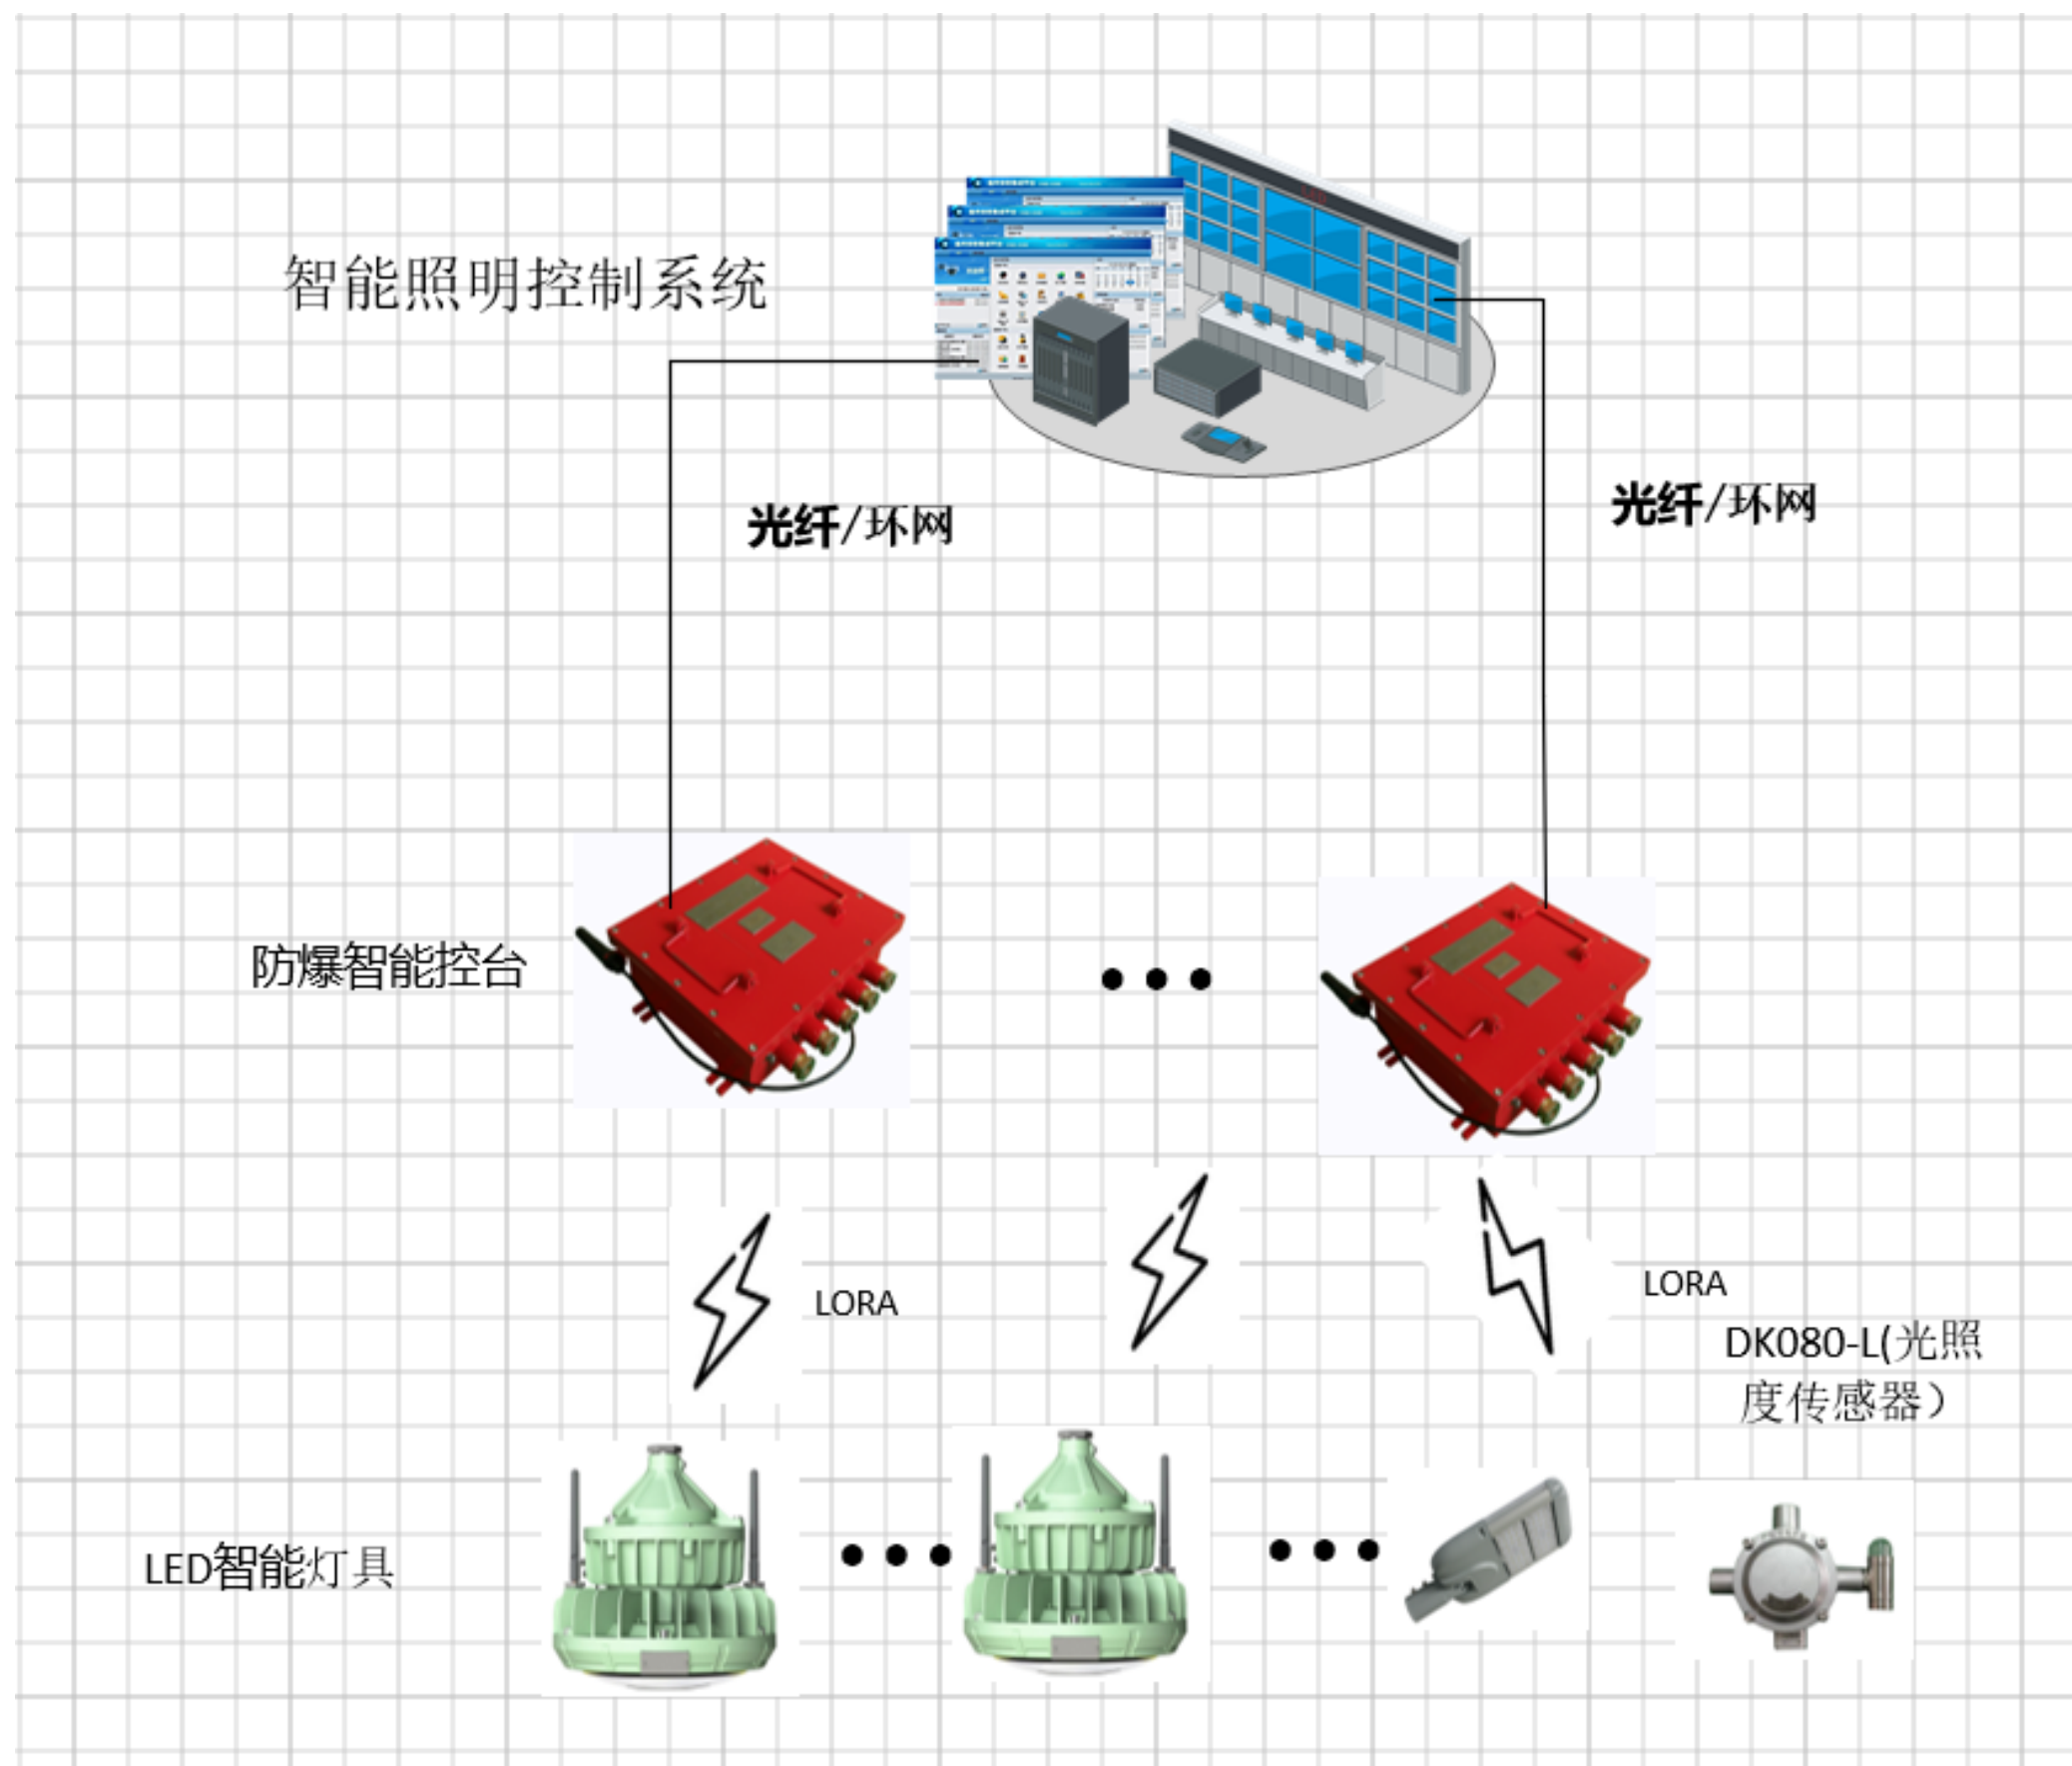 智能照明控制系统
光纤/环网
光纤/环网
防爆智能控台
LORA
LORA
DK080-L(光照
度传感器）
LED智能灯具